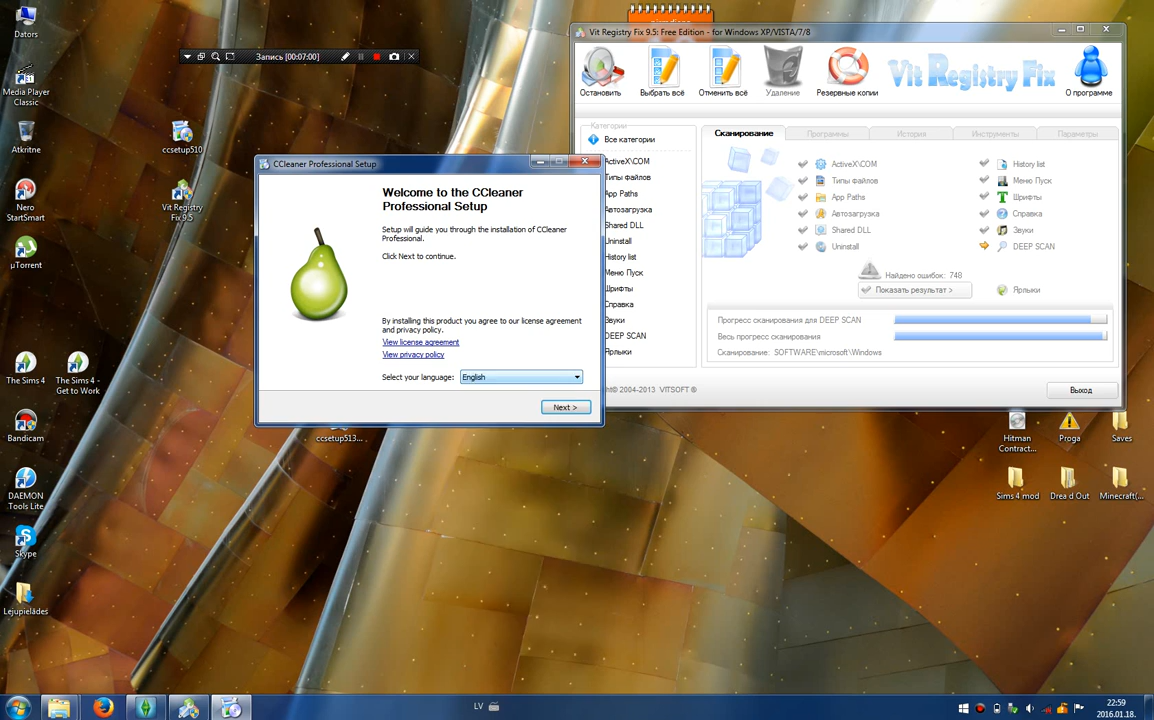 Dators
Media Player
Classic
Atkritne
Nero
StartSmart
µTorrent
The Sims 4
The Sims 4 -
Get to Work
Bandicam
DAEMON
Tools Lite
Skype
Lejupielādes
ccsetup510
Vit Registry
Fix 9.5
ccsetup513...
Запись [00:07:00]
CCleaner Professional Setup
Welcome to the CCleaner
Professional Setup
Setup will guide you through the installation of CCleaner
Professional.
Click Next to continue.
By installing this product you agree to our license agreement
and privacy policy.
View license agreement
View privacy policy
Select your language:
English
Next >
Vit Registry Fix 9.5: Free Edition - for Windows XP/VISTA/7/8
Остановить
Выбрать всё
Отменить всё
Удаление
Резервные копии
Vit Registry Fix
О программе
Категории
Все категории
ActiveX\COM
Типы файлов
App Paths
Автозагрузка
Shared DLL
Uninstall
History list
Меню Пуск
Шрифты
Справка
Звуки
DEEP SCAN
Ярлыки
Сканирование
Программы
История
Инструменты
Параметры
ActiveX\COM
Типы файлов
App Paths
Автозагрузка
Shared DLL
Uninstall
History list
Меню Пуск
Шрифты
Справка
Звуки
DEEP SCAN
Ярлыки
Найдено ошибок: 748
Показать результат >
Прогресс сканирования для DEEP SCAN
Весь прогресс сканирования
Сканирование: SOFTWARE\microsoft\Windows
© 2004-2013 VITSOFT ®
Выход
Hitman
Contract...
Proga
Saves
Sims 4 mod
Drea d Out
Minecraft(...
LV
22:59
2016.01.18.